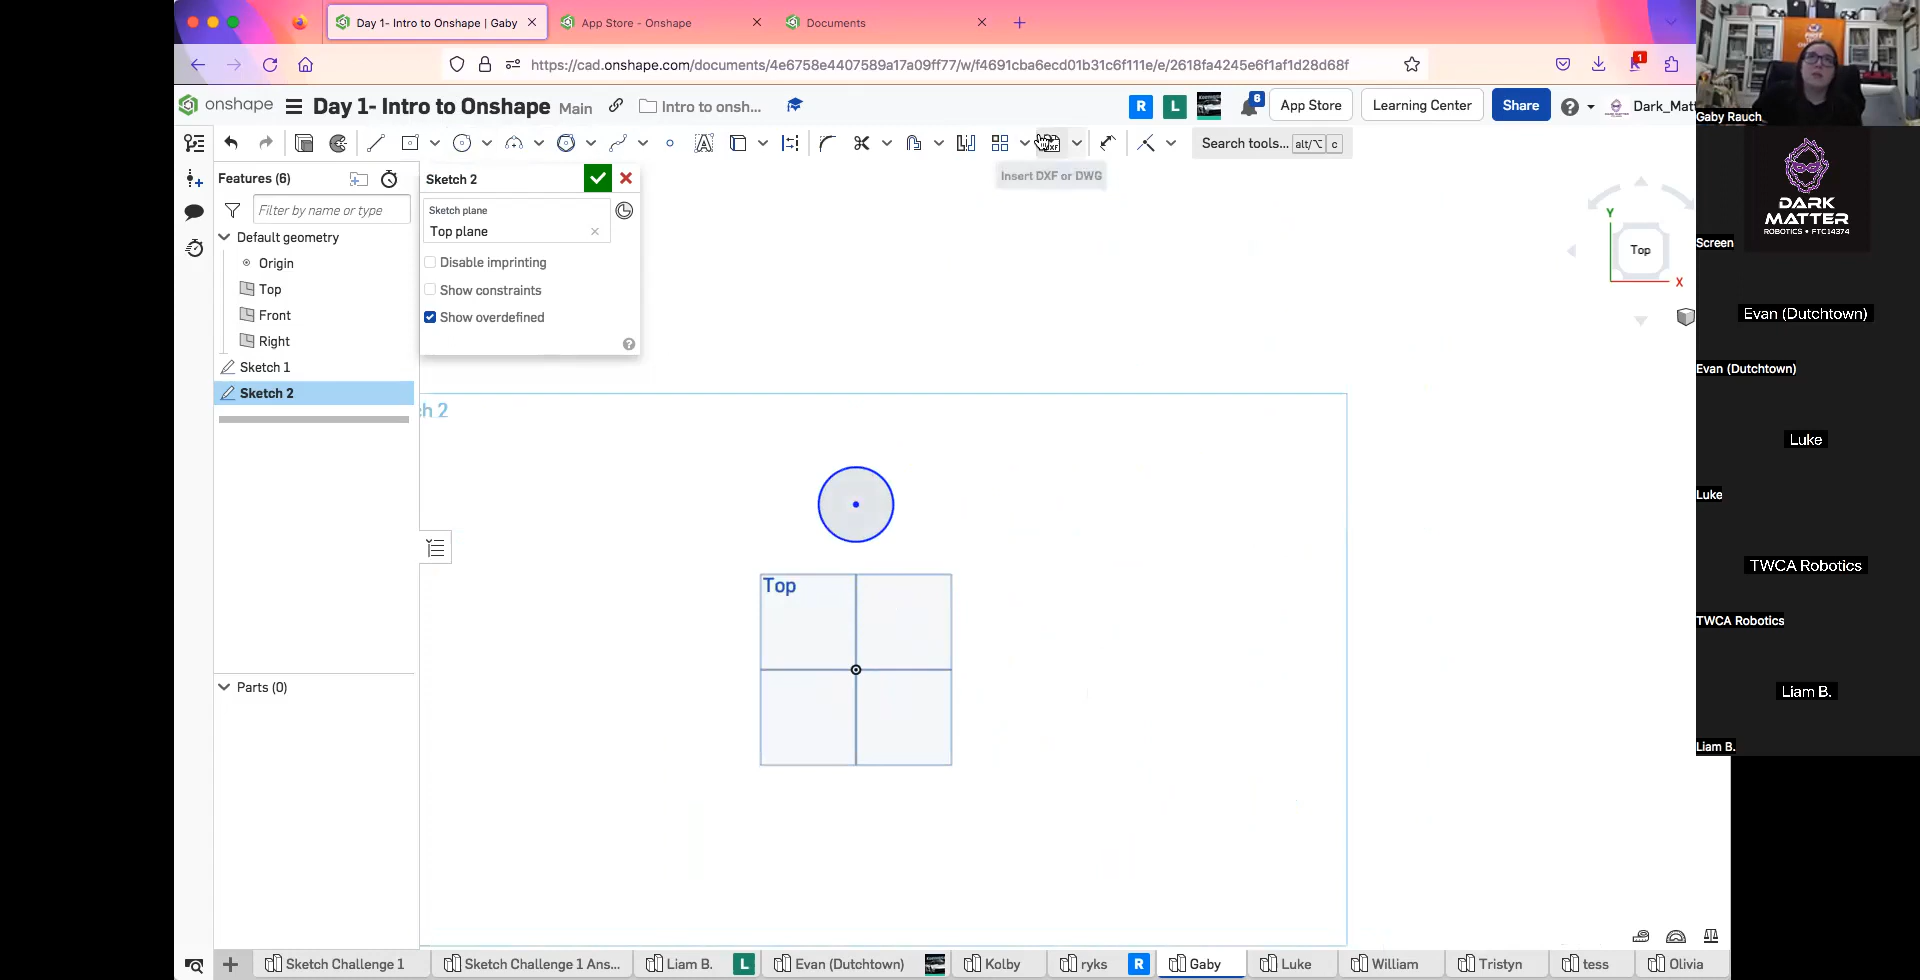 Day 1- Intro to Onshape | Gaby
App Store - Onshape
Documents
https://cad.onshape.com/documents/4e6758e4407589a17a09ff77/w/f4691cba6ecd01b31c6f111e/e/2618fa4245e6f1af1d28d68f
1
onshape
Day 1- Intro to Onshape
Main
Intro to onsh...
R
L
6
App Store
Learning Center
Share
Dark_Matt
Search tools...
alt/⌥
c
Insert DXF or DWG
Features (6)
Filter by name or type
Default geometry
Origin
Top
Front
Right
Sketch 1
Sketch 2
Parts (0)
Sketch 2
Sketch plane
Top plane
Disable imprinting
Show constraints
Show overdefined
ch 2
Top
Y
Top
X
Gaby Rauch
DARK
MATTER
ROBOTICS • FTC14374
Screen
Evan (Dutchtown)
Evan (Dutchtown)
Luke
Luke
TWCA Robotics
TWCA Robotics
Liam B.
Liam B.
Sketch Challenge 1
Sketch Challenge 1 Ans...
Liam B.
L
Evan (Dutchtown)
Kolby
ryks
R
Gaby
Luke
William
Tristyn
tess
Olivia